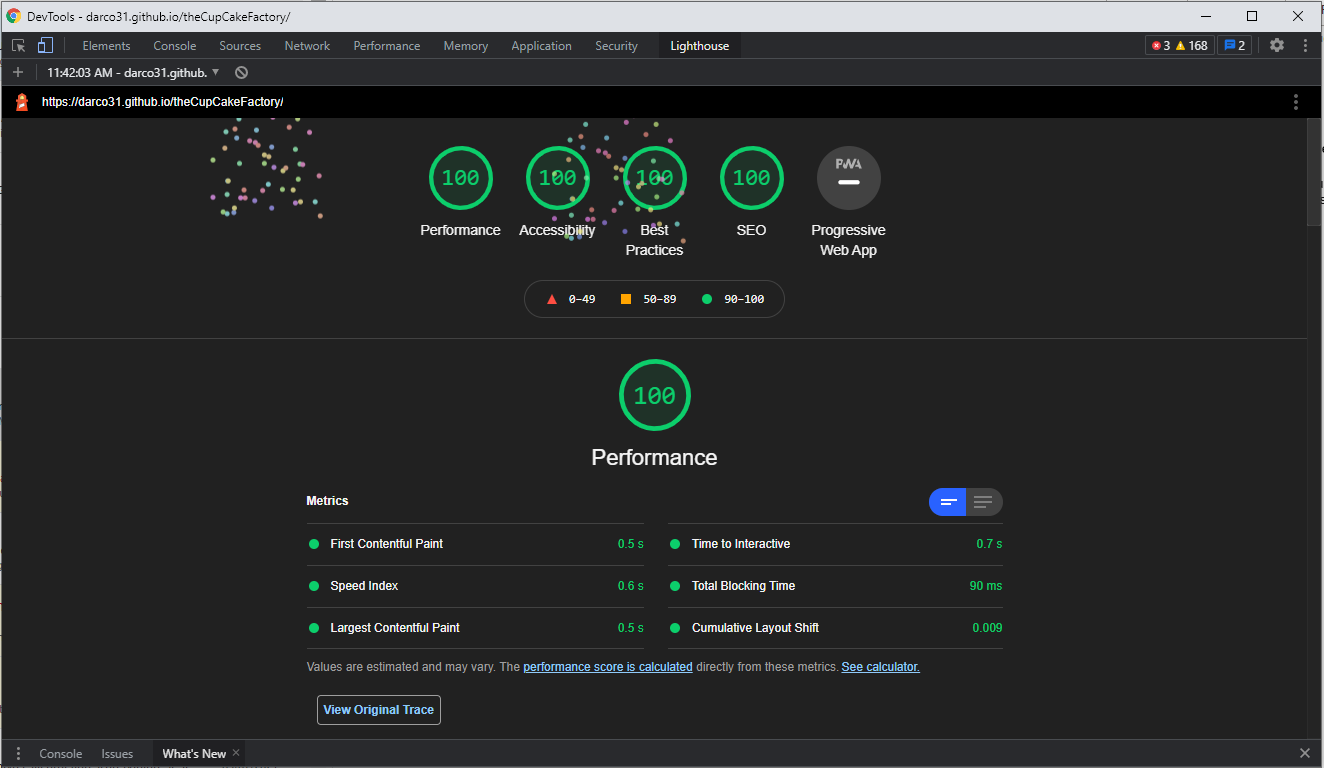 DevTools - darco31.github.io/theCupCakeFactory/
Elements Console Sources Network Performance Memory Application Security Lighthouse 3 168 2
11:42:03 AM - darco31.github.
https://darco31.github.io/theCupCakeFactory/
100 100 100 100 PWA
Performance Accessibility Best Practices SEO Progressive Web App
0–49 50–89 90–100
100
Performance
Metrics
First Contentful Paint 0.5 s
Time to Interactive 0.7 s
Speed Index 0.6 s
Total Blocking Time 90 ms
Largest Contentful Paint 0.5 s
Cumulative Layout Shift 0.009
Values are estimated and may vary. The performance score is calculated directly from these metrics. See calculator.
View Original Trace
Console Issues What's New